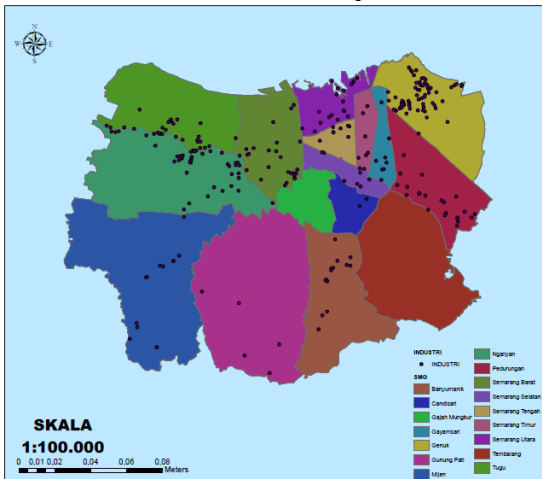 N
W E
S
SKALA
1:100.000
0 0,01 0,02 0,04 0,06 0,08
Meters
INDUSTRI
INDUSTRI
SMG
Banyumanik
Candisari
Gajah Mungkur
Gayamsari
Genuk
Gunung Pati
Mijen
Ngaliyan
Pedurungan
Semarang Barat
Semarang Selatan
Semarang Tengah
Semarang Timur
Semarang Utara
Tembalang
Tugu